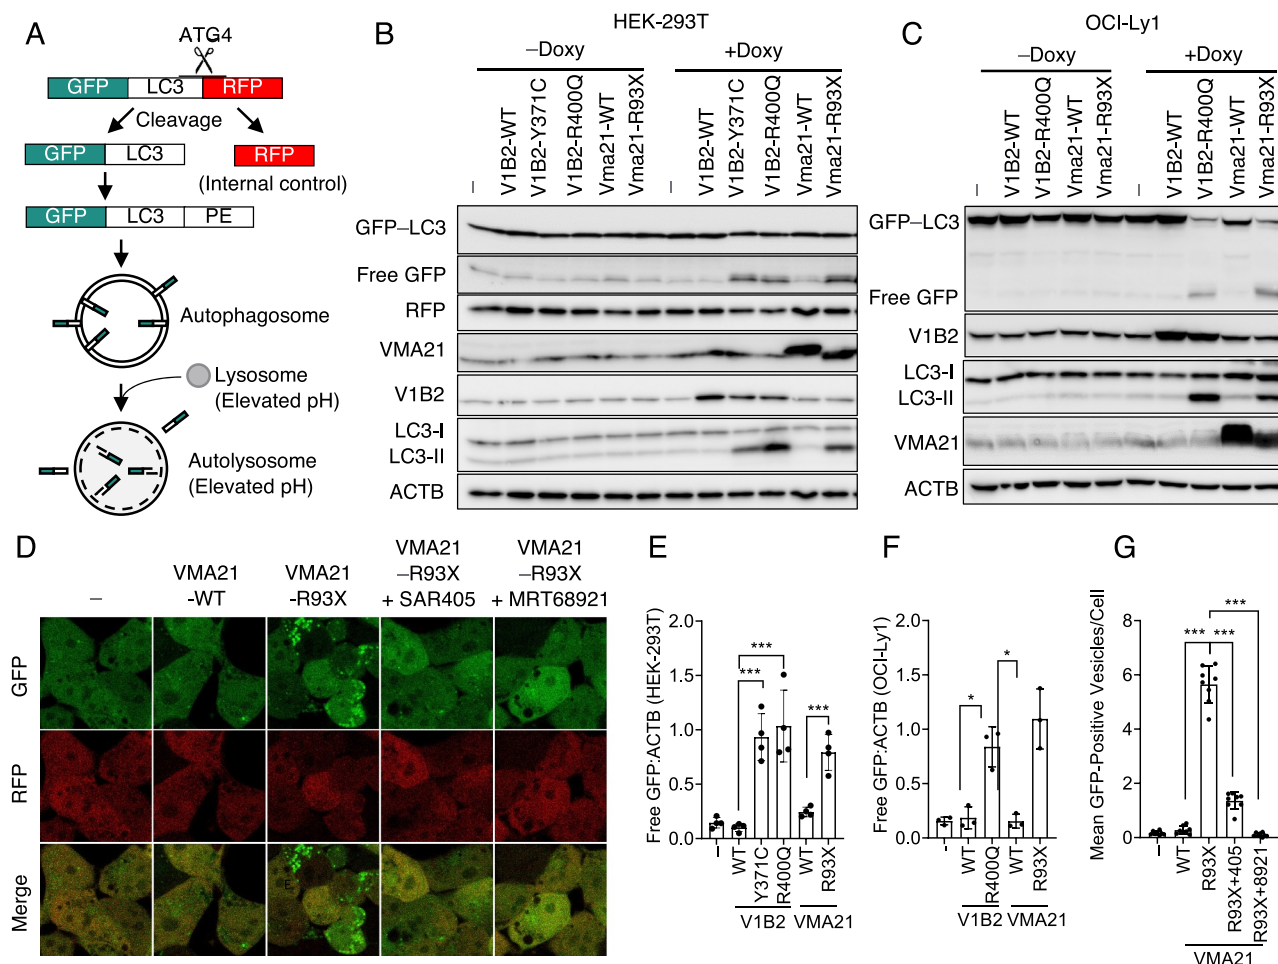 A
ATG4
GFP LC3 RFP
Cleavage
GFP LC3 RFP
(Internal control)
GFP LC3 PE
Autophagosome
Lysosome
(Elevated pH)
Autolysosome
(Elevated pH)
B
HEK-293T
–Doxy +Doxy
– V1B2-WT V1B2-Y371C V1B2-R400Q Vma21-WT Vma21-R93X – V1B2-WT V1B2-Y371C V1B2-R400Q Vma21-WT Vma21-R93X
GFP–LC3
Free GFP
RFP
VMA21
V1B2
LC3-I
LC3-II
ACTB
C
OCI-Ly1
–Doxy +Doxy
– V1B2-WT V1B2-R400Q Vma21-WT Vma21-R93X – V1B2-WT V1B2-R400Q Vma21-WT Vma21-R93X
GFP–LC3
Free GFP
V1B2
LC3-I
LC3-II
VMA21
ACTB
D
– VMA21 -WT VMA21 -R93X VMA21 –R93X + SAR405 VMA21 –R93X + MRT68921
GFP
RFP
Merge
E
Free GFP:ACTB (HEK-293T)
2.0
1.5
1.0
0.5
0.0
*** *** ***
– WT Y371C R400Q WT R93X
V1B2 VMA21
F
Free GFP:ACTB (OCI-Ly1)
2.0
1.5
1.0
0.5
0.0
* *
- WT R400Q WT R93X
V1B2 VMA21
G
Mean GFP-Positive Vesicles/Cell
8
6
4
2
0
*** *** ***
– WT R93X R93X+405 R93X+8921
VMA21